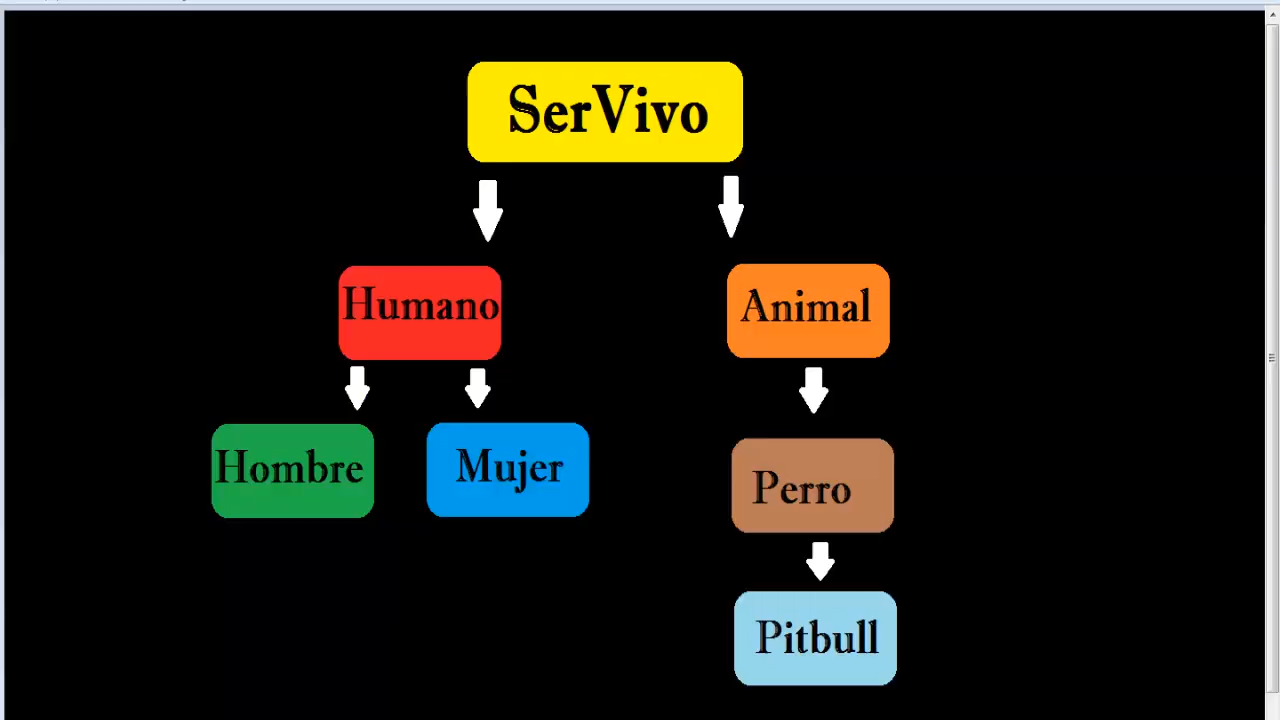 SerVivo
Humano
Animal
Hombre
Mujer
Perro
Pitbull